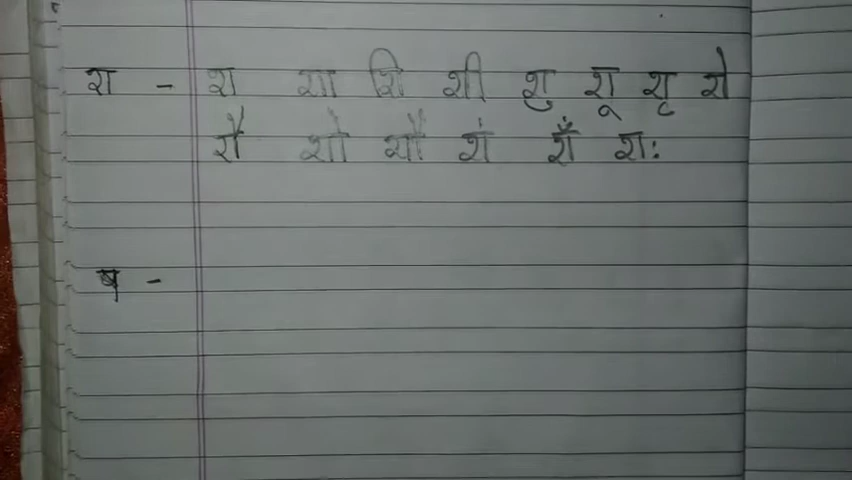 श - श शा शि शी शु शू शृ शे
शै शो शौ शं शँ शः
ष -